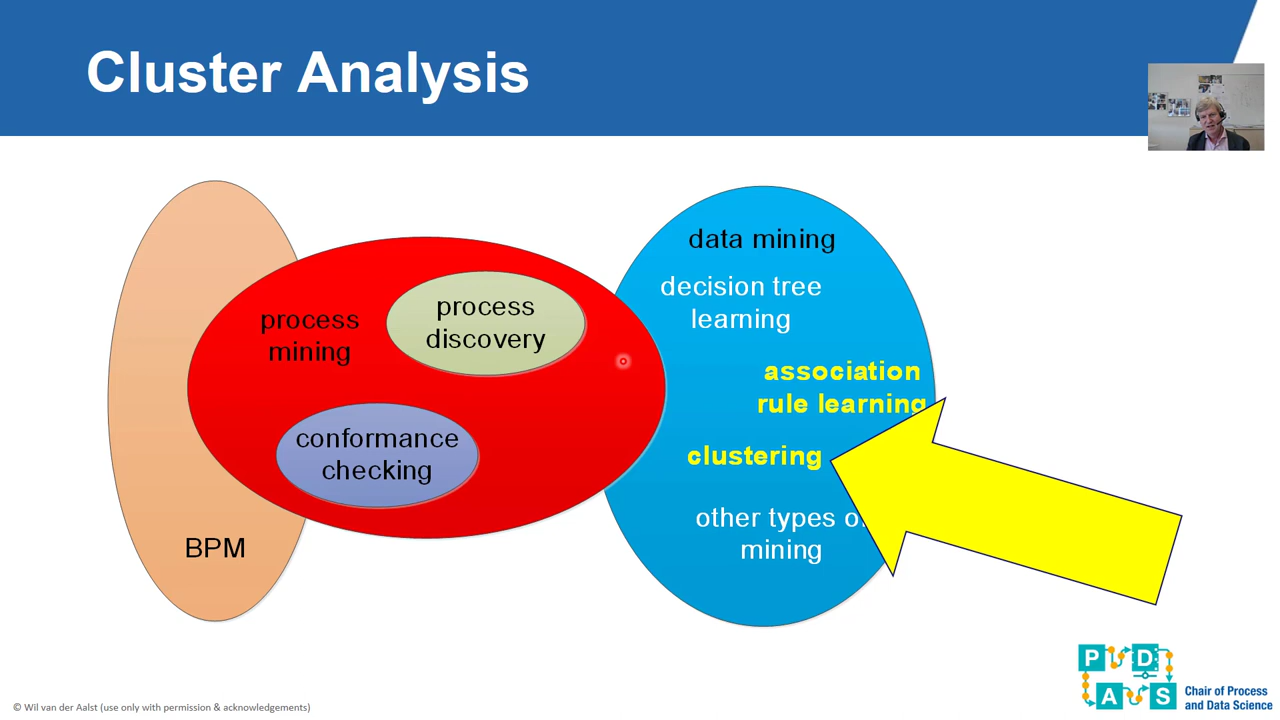 Cluster Analysis
data mining
decision tree
learning
process
discovery
process
mining
association
rule learning
conformance
checking
clustering
other types o
mining
BPM
P D
A S
Chair of Process
and Data Science
© Wil van der Aalst (use only with permission & acknowledgements)